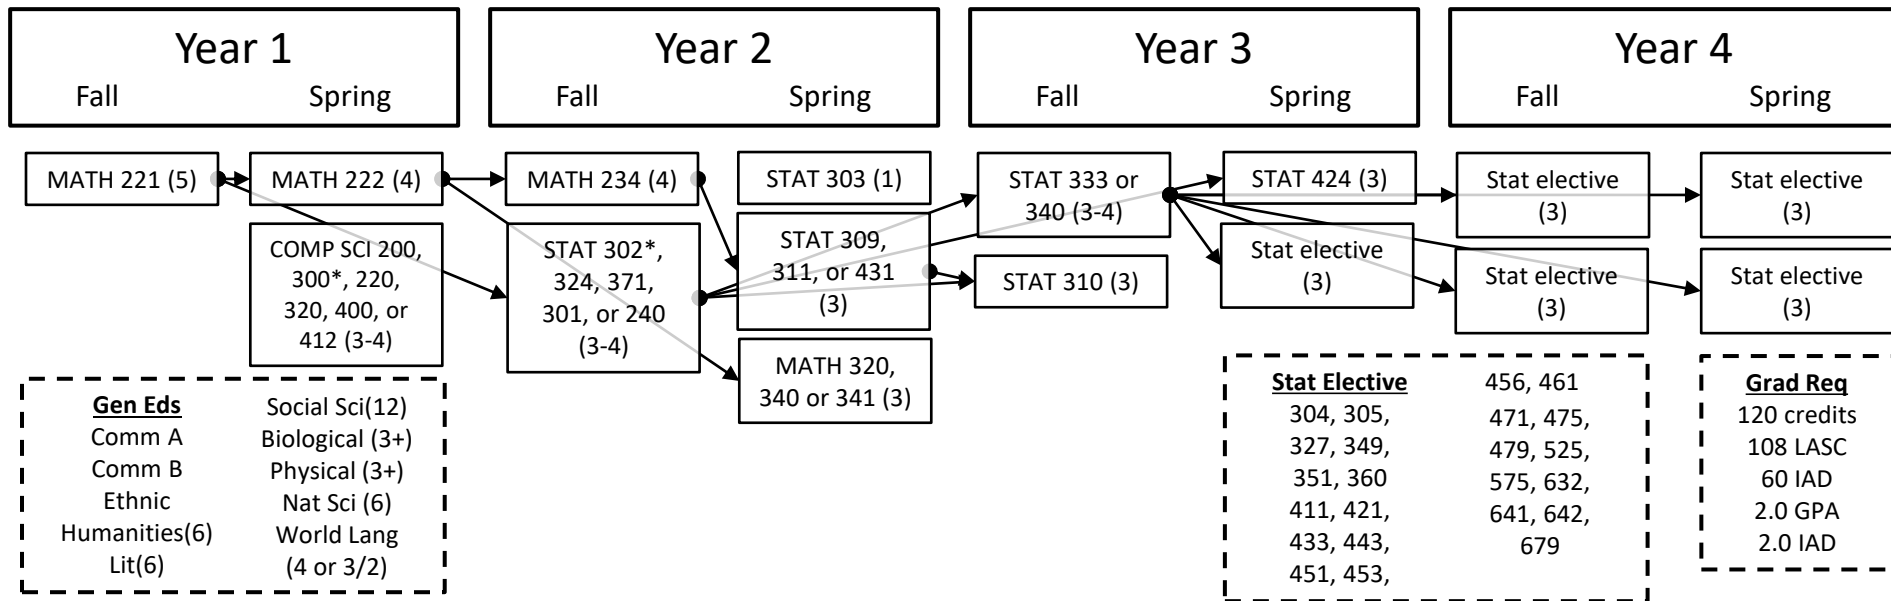 Year 1
Fall
Spring
Year 2
Fall
Spring
Year 3
Fall
Spring
Year 4
Fall
Spring
MATH 221 (5)
MATH 222 (4)
COMP SCI 200,
300*, 220,
320, 400, or
412 (3-4)
MATH 234 (4)
STAT 302*,
324, 371,
301, or 240
(3-4)
STAT 303 (1)
STAT 309,
311, or 431
(3)
MATH 320,
340 or 341 (3)
STAT 333 or
340 (3-4)
STAT 310 (3)
STAT 424 (3)
Stat elective
(3)
Stat elective
(3)
Stat elective
(3)
Stat elective
(3)
Stat elective
(3)
Gen Eds
Comm A
Comm B
Ethnic
Humanities(6)
Lit(6)
Social Sci(12)
Biological (3+)
Physical (3+)
Nat Sci (6)
World Lang
(4 or 3/2)
Stat Elective
304, 305,
327, 349,
351, 360
411, 421,
433, 443,
451, 453,
456, 461
471, 475,
479, 525,
575, 632,
641, 642,
679
Grad Req
120 credits
108 LASC
60 IAD
2.0 GPA
2.0 IAD